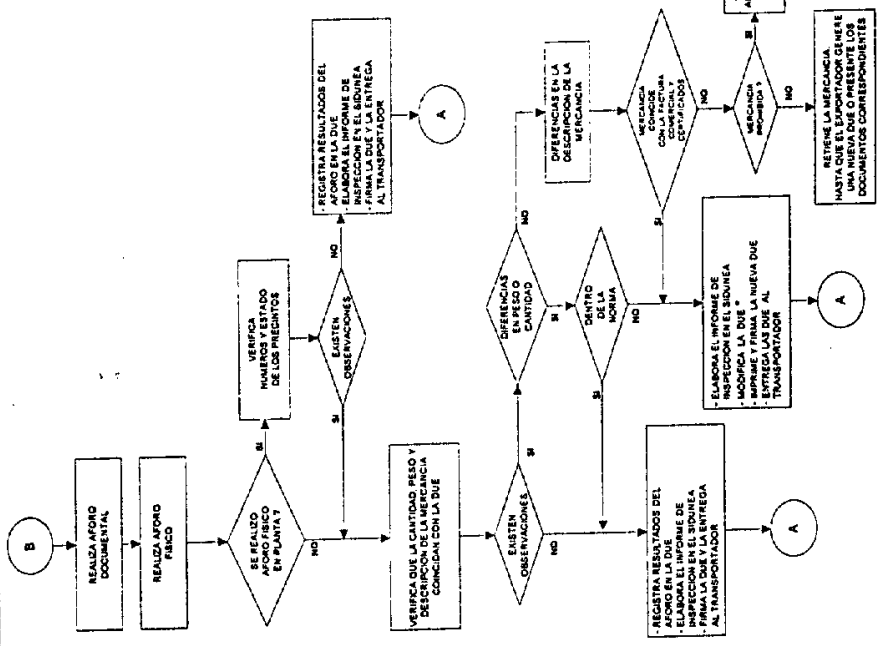 B
REALIZA AFORO
DOCUMENTAL
REALIZA AFORO
FISICO
SE REALIZO
AFORO FISICO
EN PLANTA ?
SI
NO
VERIFICA
NUMEROS Y ESTADO
DE LOS PRECINTOS
EXISTEN
OBSERVACIONES
SI
NO
- REGISTRA RESULTADOS DEL
AFORO EN LA DUE
- ELABORA EL INFORME DE
INSPECCION EN EL SIDUNEA
- FIRMA LA DUE Y LA ENTREGA
AL TRANSPORTADOR
A
VERIFICA QUE LA CANTIDAD, PESO Y
DESCRIPCION DE LA MERCANCIA
COINCIDAN CON LA DUE
EXISTEN
OBSERVACIONES
SI
NO
DIFERENCIAS
EN PESO O
CANTIDAD
NO
SI
DENTRO
DE LA
NORMA
NO
DIFERENCIAS EN LA
DESCRIPCION DE LA
MERCANCIA
MERCANCIA
COINCIDE
CON LA FACTURA
COMERCIAL Y
CERTIFICADOS
SI
NO
MERCANCIA
PROHIBIDA ?
SI
NO
- REGISTRA RESULTADOS DEL
AFORO EN LA DUE
- ELABORA EL INFORME DE
INSPECCION EN EL SIDUNEA
- FIRMA LA DUE Y LA ENTREGA
AL TRANSPORTADOR
A
- ELABORA EL INFORME DE
INSPECCION EN EL SIDUNEA
- MODIFICA LA DUE *
- IMPRIME Y FIRMA LA NUEVA DUE
- ENTREGA LAS DUE AL
TRANSPORTADOR
A
RETIENE LA MERCANCIA
HASTA QUE EL EXPORTADOR GENERE
UNA NUEVA DUE O PRESENTE LOS
DOCUMENTOS CORRESPONDIENTES